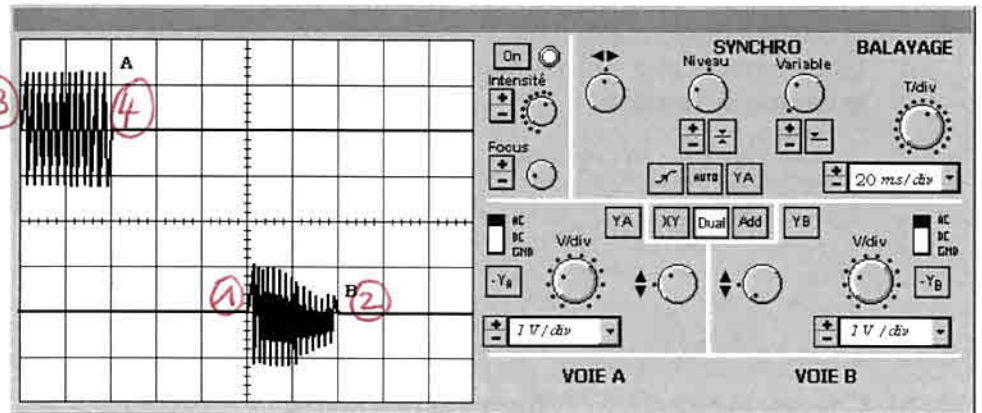 On
SYNCHRO
BALAYAGE
Intensité
Niveau
Variable
T/div
A
3
4
+
-
+
-
+
-
Focus
+
-
AUTO
YA
+
-
20 ms/div
AC
DC
GND
YA
XY
Dual
Add
YB
AC
DC
GND
V/div
V/div
-YA
-YB
1
B
2
+
-
1 V/div
+
-
1 V/div
VOIE A
VOIE B